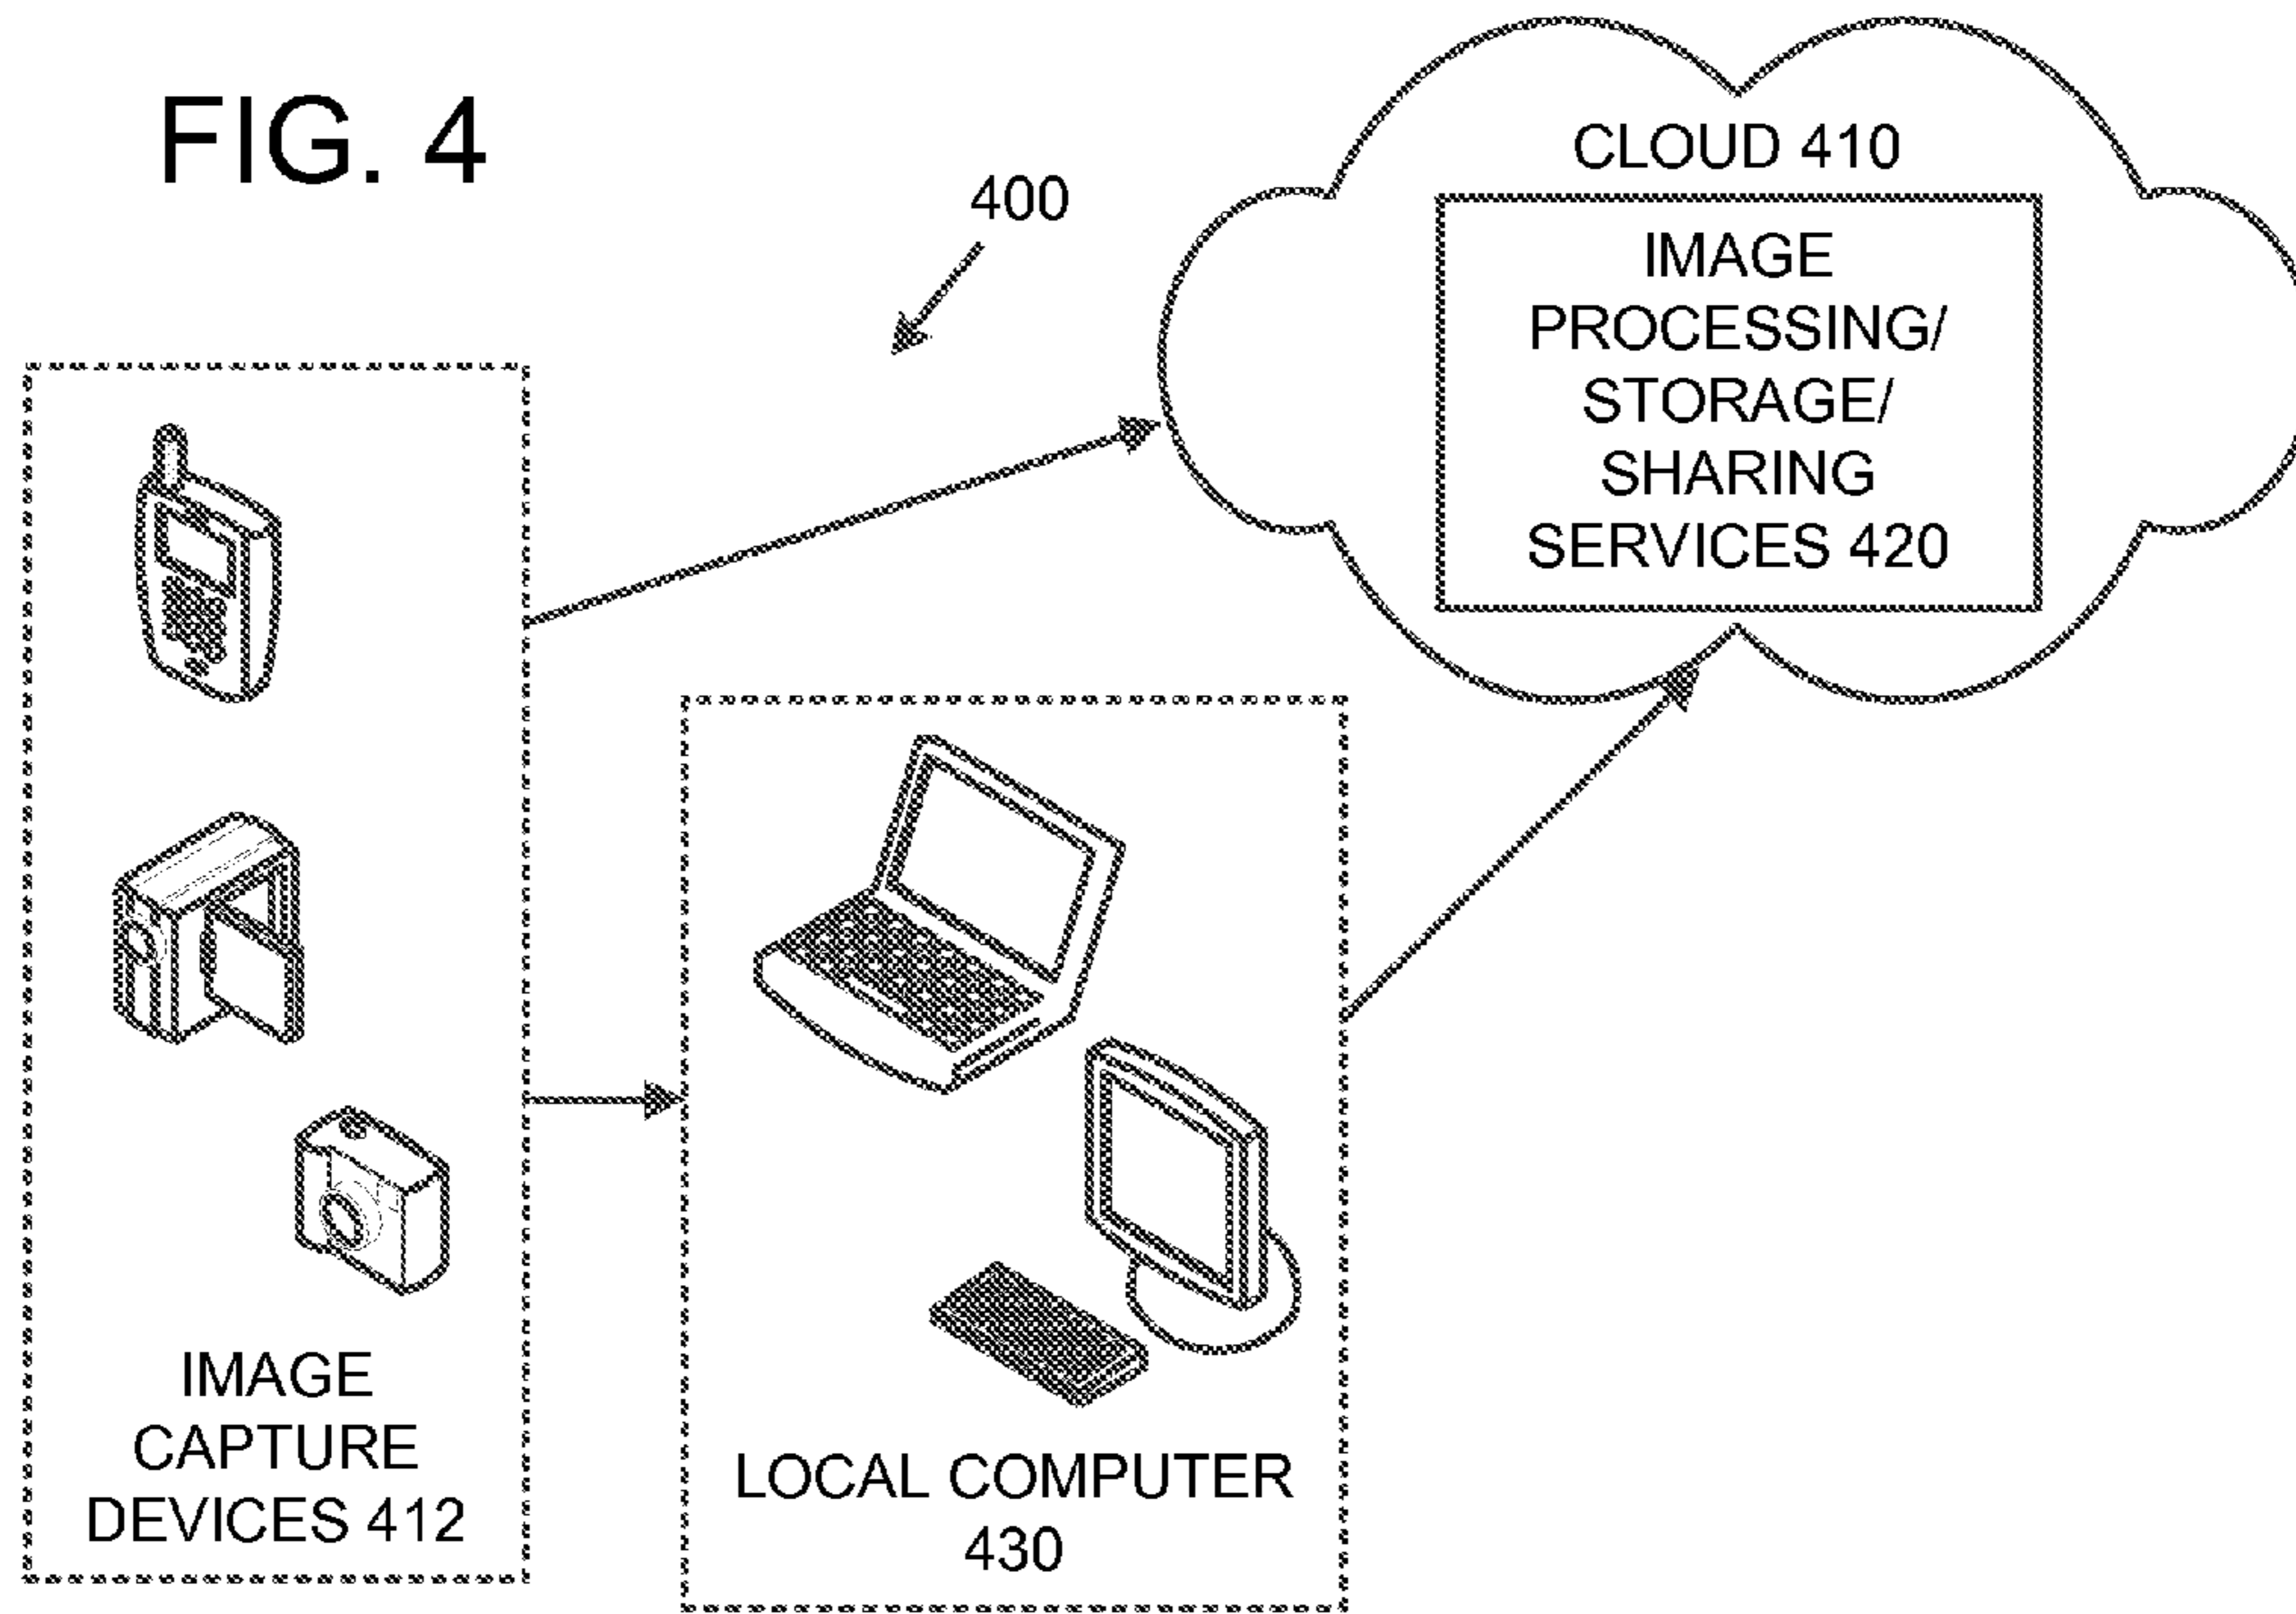 FIG. 4
400
CLOUD 410
IMAGE
PROCESSING/
STORAGE/
SHARING
SERVICES 420
IMAGE
CAPTURE
DEVICES 412
LOCAL COMPUTER
430